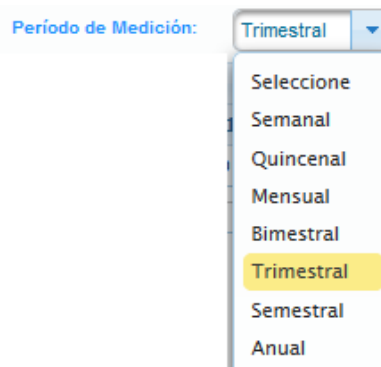 Período de Medición: Trimestral
Seleccione
Semanal
Quincenal
Mensual
Bimestral
Trimestral
Semestral
Anual